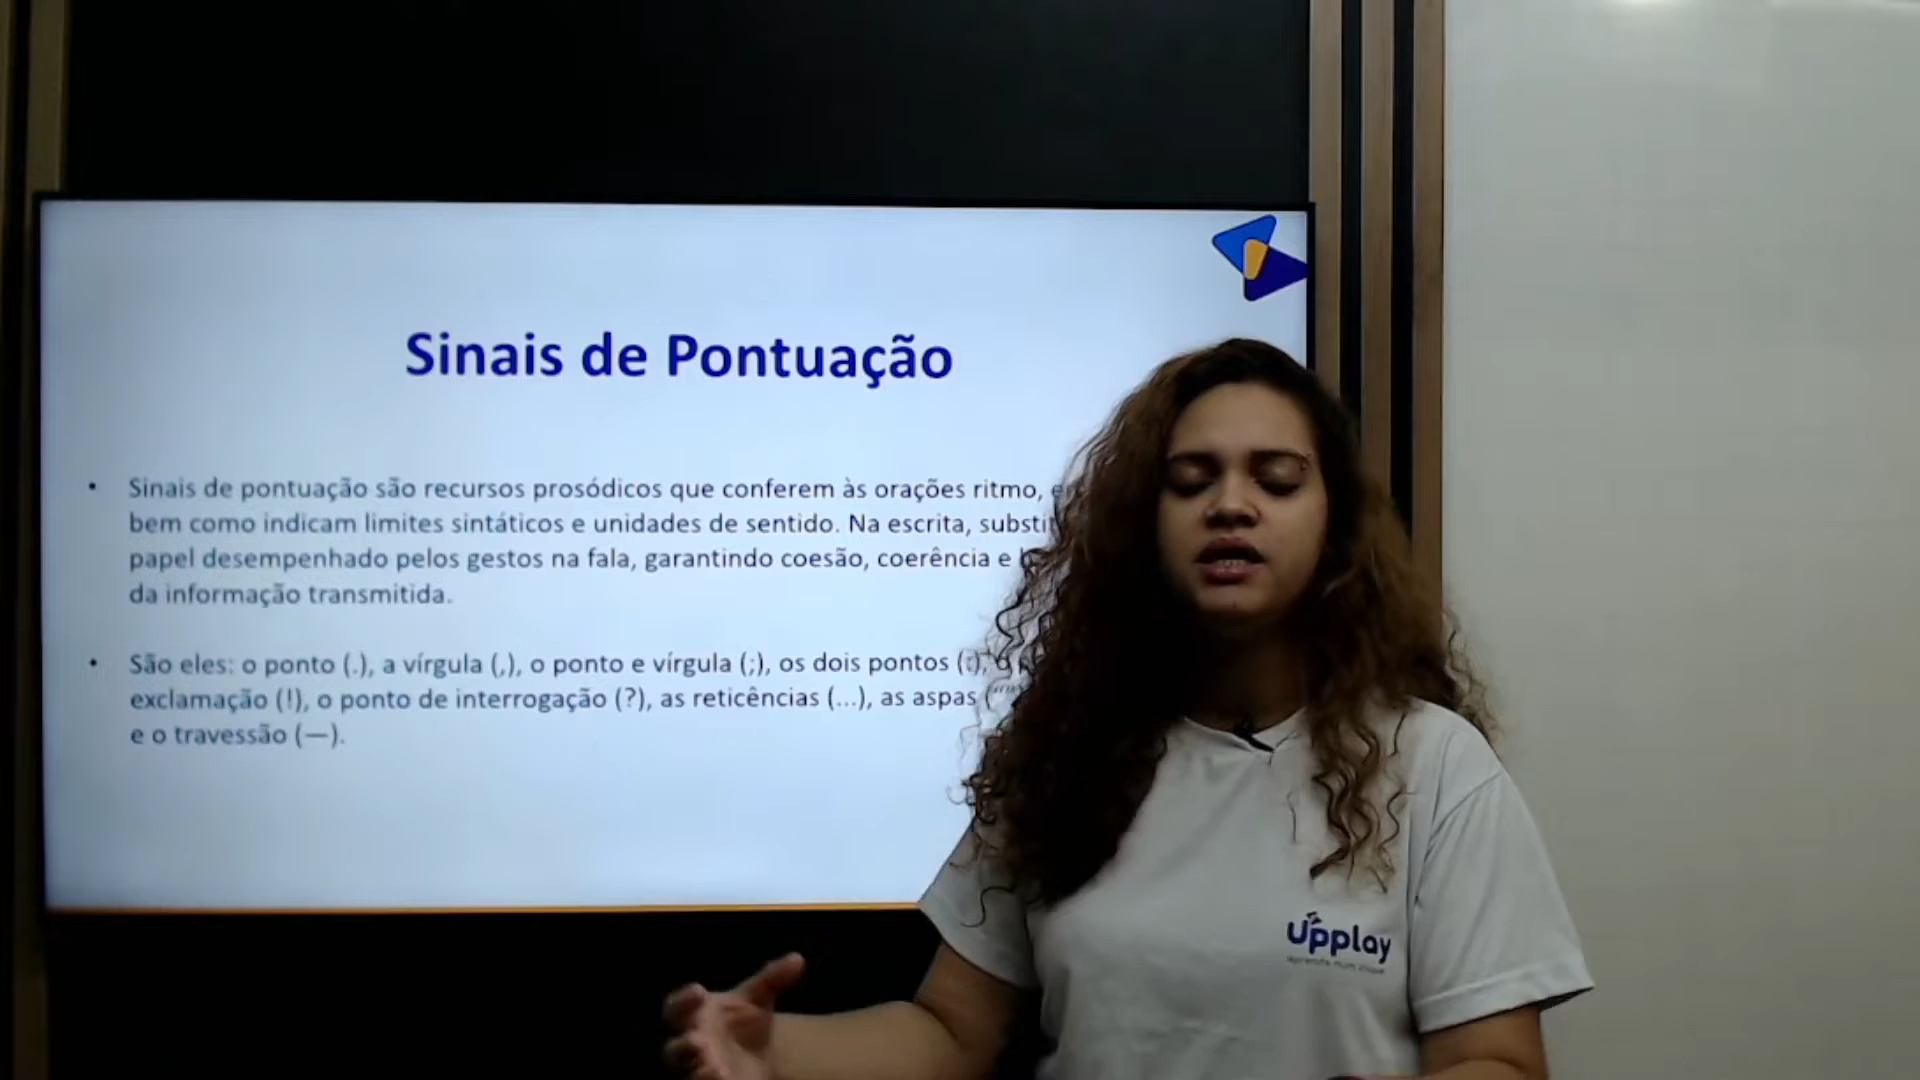 Sinais de Pontuação
• Sinais de pontuação são recursos prosódicos que conferem às orações ritmo,
bem como indicam limites sintáticos e unidades de sentido. Na escrita,
papel desempenhado pelos gestos na fala, garantindo coesão, coerência e
da informação transmitida.
• São eles: o ponto (.), a vírgula (,), o ponto e vírgula (;), os dois pontos (:),
exclamação (!), o ponto de interrogação (?), as reticências (...), as aspas
e o travessão (—).
Upplay